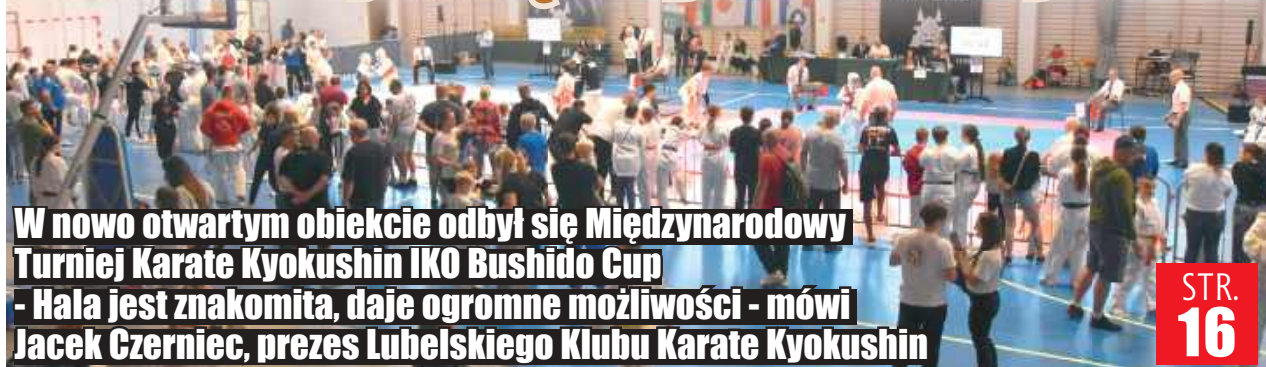 W nowo otwartym obiekcie odbył się Międzynarodowy
Turniej Karate Kyokushin IKO Bushido Cup
- Hala jest znakomita, daje ogromne możliwości - mówi
Jacek Czerniec, prezes Lubelskiego Klubu Karate Kyokushin
STR.
16